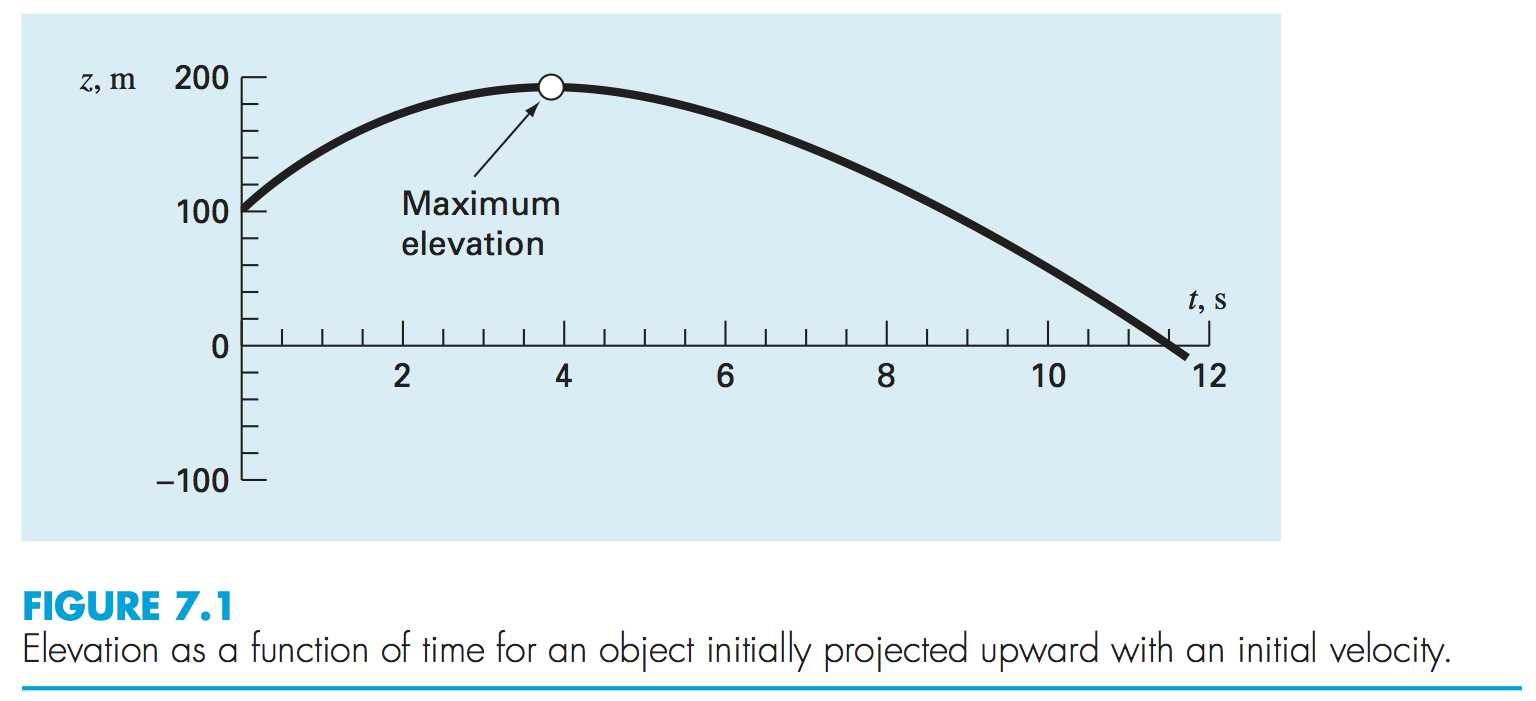 z, m
200
Maximum
elevation
100
t, s
0
2 4 6 8 10 12
–100
FIGURE 7.1
Elevation as a function of time for an object initially projected upward with an initial velocity.